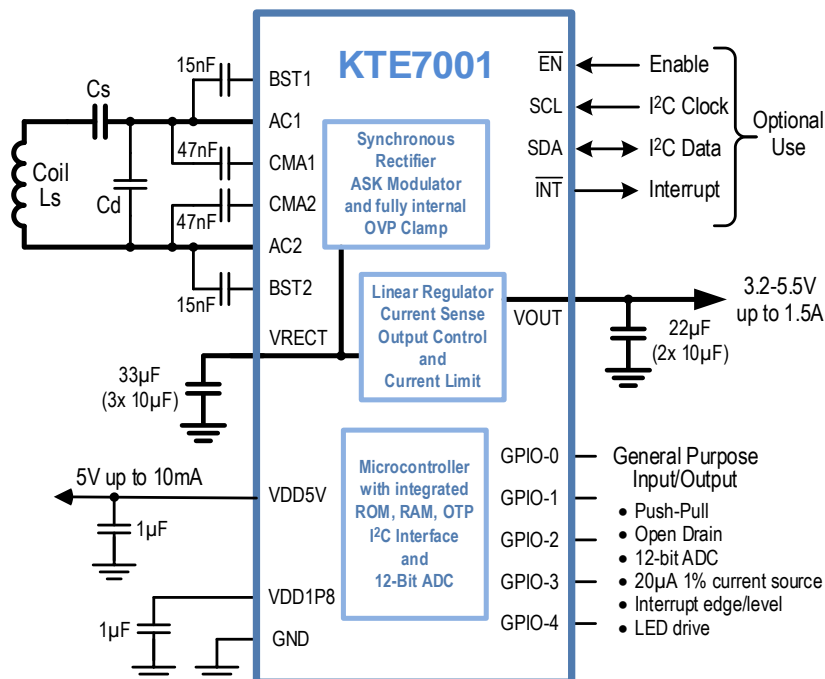 KTE7001
15nF
BST1
Cs
AC1
Coil
Ls
47nF
CMA1
Cd
CMA2
47nF
AC2
15nF
BST2
Synchronous
Rectifier
ASK Modulator
and fully internal
OVP Clamp
EN
Enable
SCL
I²C Clock
SDA
I²C Data
INT
Interrupt
Optional
Use
Linear Regulator
Current Sense
Output Control
and
Current Limit
VOUT
3.2-5.5V
up to 1.5A
22µF
(2x 10µF)
VRECT
33µF
(3x 10µF)
5V up to 10mA
VDD5V
1µF
VDD1P8
1µF
GND
Microcontroller
with integrated
ROM, RAM, OTP
I²C Interface
and
12-Bit ADC
GPIO-0
GPIO-1
GPIO-2
GPIO-3
GPIO-4
General Purpose
Input/Output
• Push-Pull
• Open Drain
• 12-bit ADC
• 20µA 1% current source
• Interrupt edge/level
• LED drive